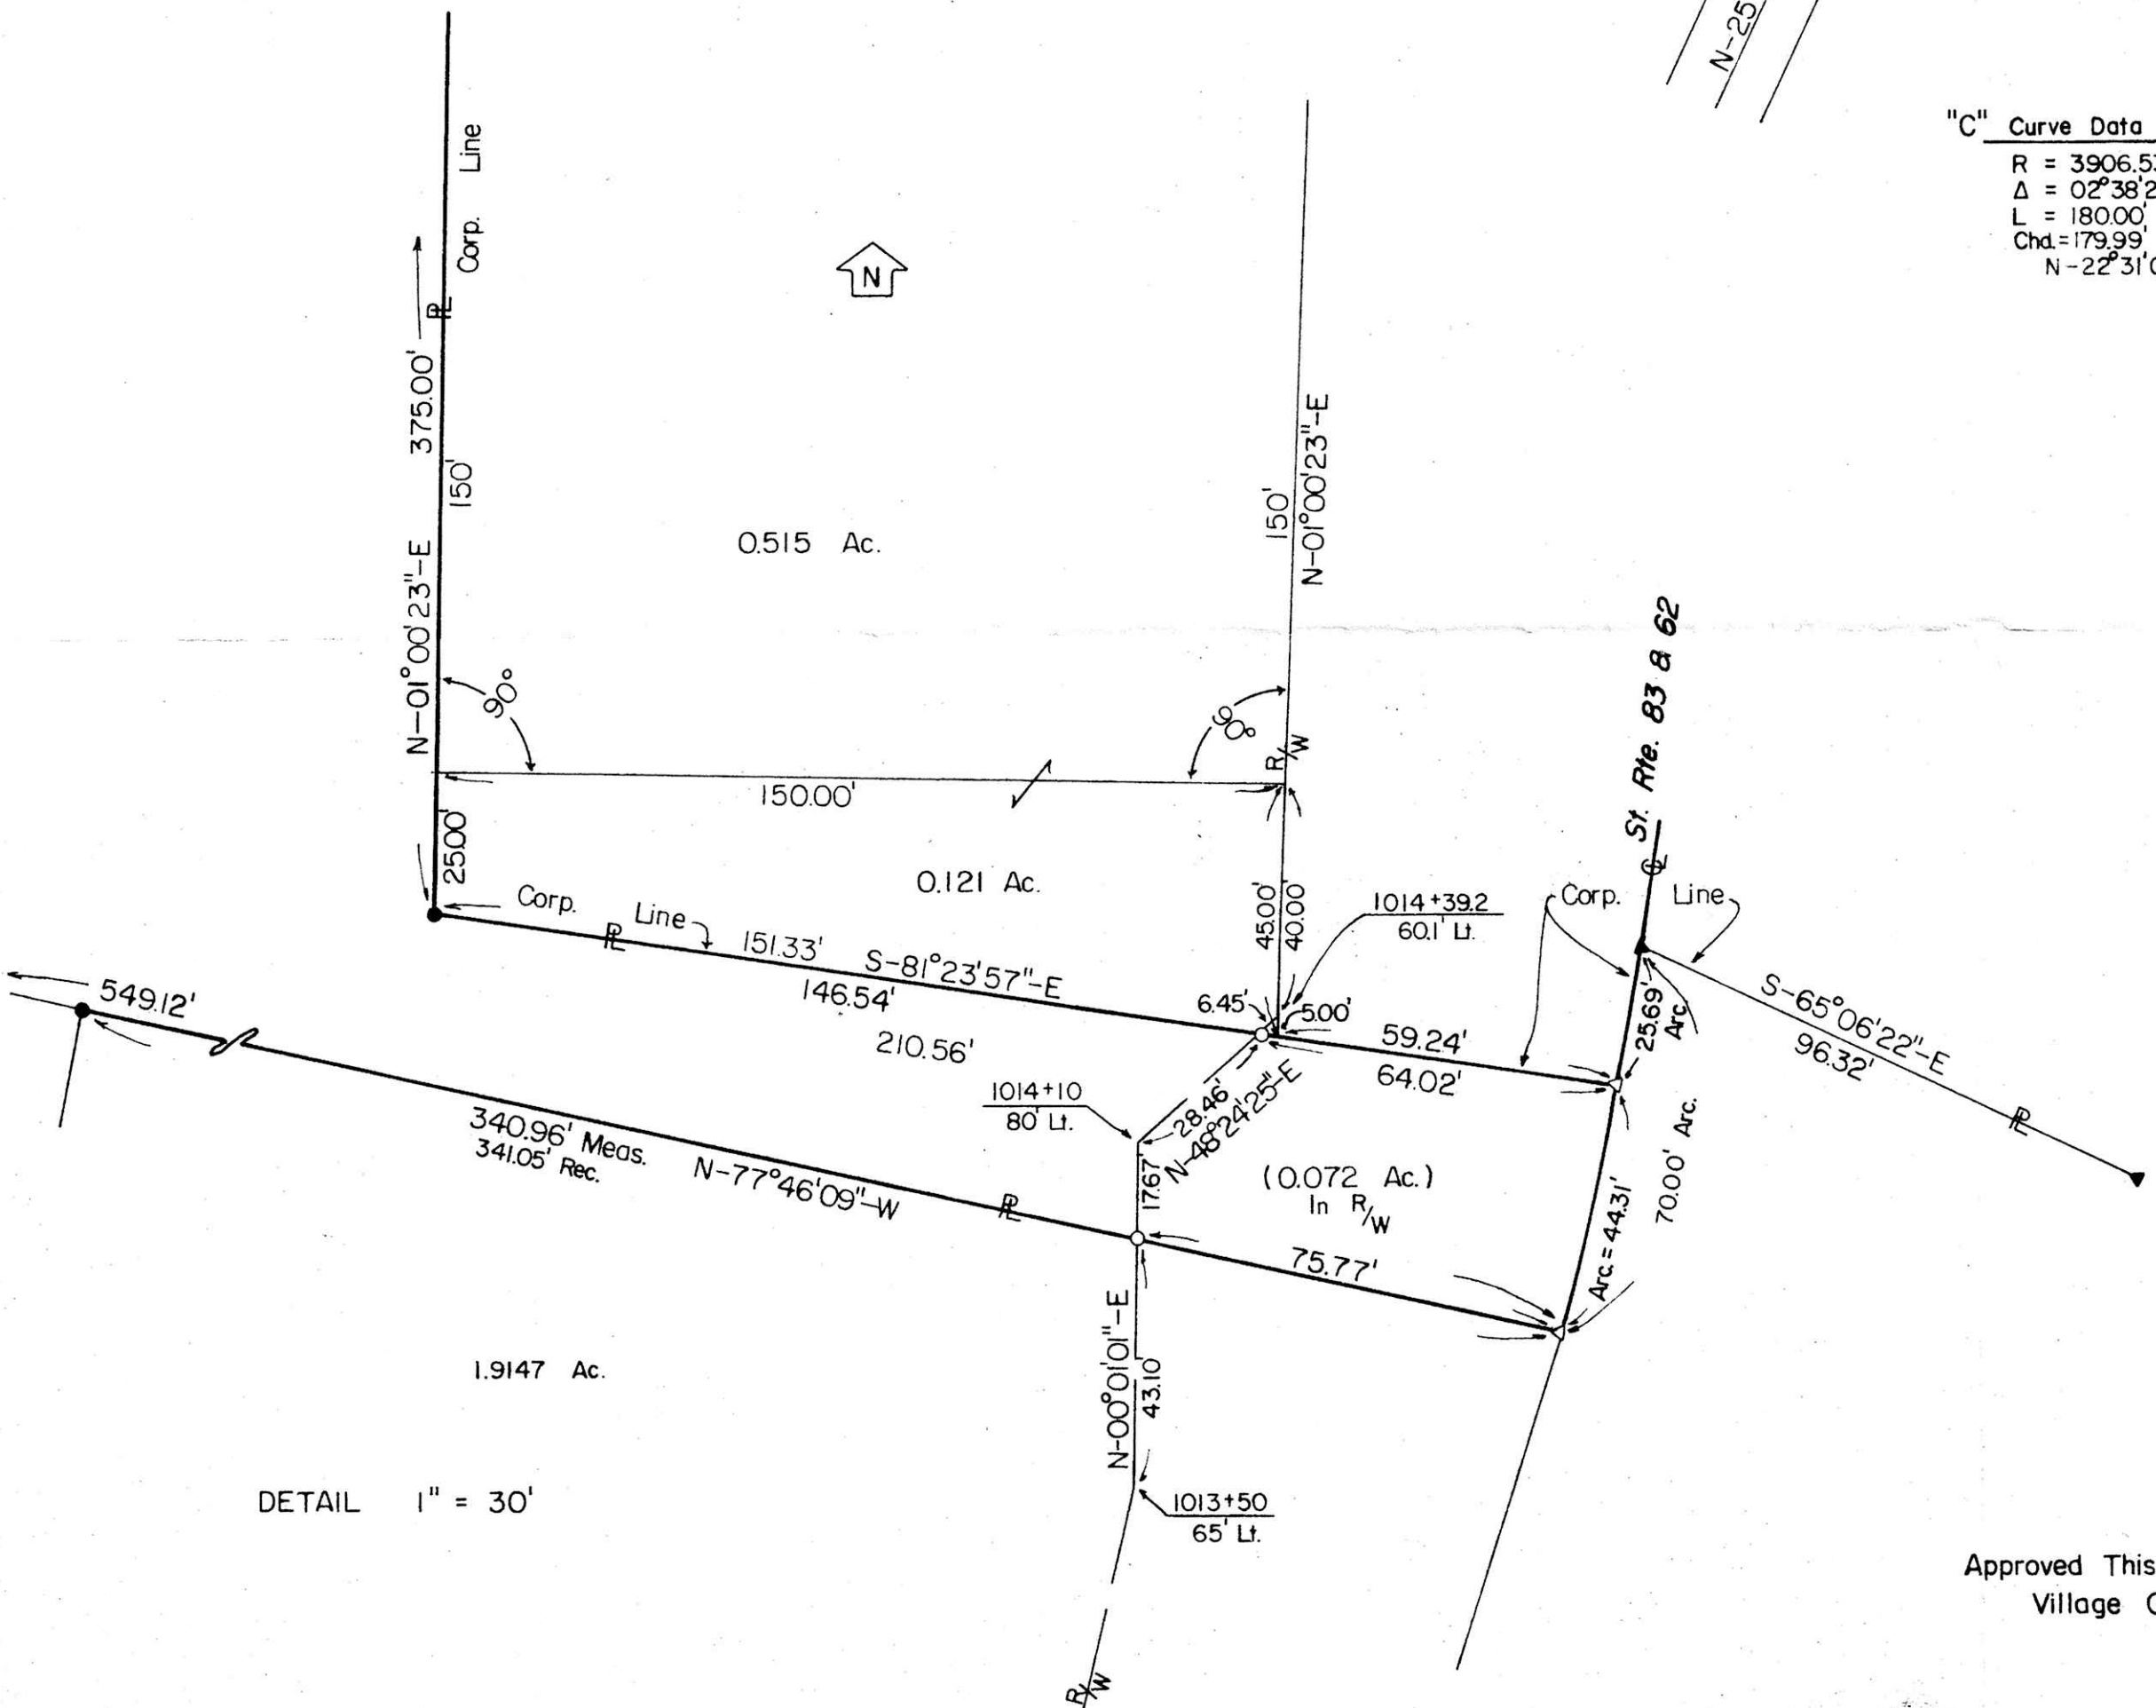 N-25
"C" Curve Data
R = 3906.53
Δ = 02°38'2
L = 180.00'
Chd.=179.99'
N-22°31'0
Corp. Line
PL
375.00'
150'
N-01°00'23"-E
N
0.515 Ac.
150'
N-01°00'23"-E
90°
90°
R/W
150.00'
25.00'
0.121 Ac.
45.00'
40.00'
1014+39.2
60.1' Lt.
St. Rte. 83 & 62
CL
Corp. Line
Corp. Line
PL
151.33'
S-81°23'57"-E
146.54'
210.56'
6.45'
5.00'
59.24'
64.02'
25.69'
Arc
S-65°06'22"-E
96.32'
PL
549.12'
340.96' Meas.
341.05' Rec.
N-77°46'09"-W
PL
1014+10
80' Lt.
28.46'
N-48°24'25"-E
17.67
(0.072 Ac.)
In R/W
75.77'
Arc.=44.31'
70.00' Arc.
N-00°01'01"-E
43.10'
1.9147 Ac.
DETAIL 1" = 30'
1013+50
65' Lt.
R/W
Approved This
Village